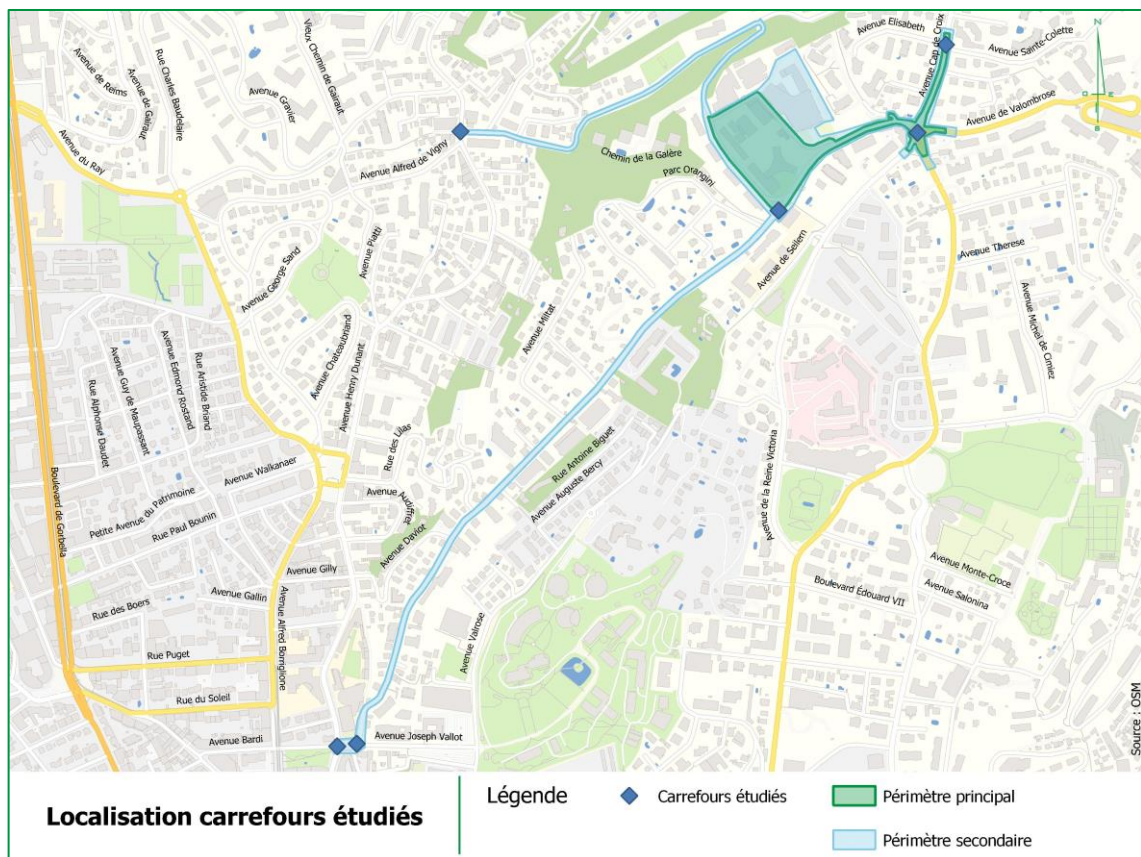 Avenue de Reims
Avenue de Gairaut
Rue Charles Baudelaire
Vieux Chemin de Gairaut
Avenue Gravier
Avenue du Ray
Avenue Alfred de Vigny
Avenue Elisabeth
Avenue Cap de Croix
Avenue Sainte-Colette
N
Avenue de Valombrose
Chemin de la Galère
Parc Orangini
Avenue de Seilern
Avenue Therese
Avenue Michel de Cimiez
Avenue George Sand
Avenue Piatti
Avenue Chateaubriand
Avenue Henry Dunant
Avenue Miltat
Rue Aristide Briand
Avenue Edmond Rostand
Avenue Guy de Maupassant
Rue Alphonse Daudet
Boulevard de Gorbella
Avenue Walkanaer
Petite Avenue du Patrimoine
Rue Paul Bounin
Rue des Lilas
Avenue Audiffret
Avenue Daviot
Rue Antoine Biguet
Avenue Auguste Bercy
Avenue de la Reine Victoria
Avenue Gilly
Avenue Gallin
Rue des Boers
Avenue Alfred Borriglione
Rue Puget
Rue du Soleil
Avenue Bardi
Avenue Joseph Vallot
Avenue Valrose
Boulevard Édouard VII
Avenue Monte-Croce
Avenue Salonina
Source : OSM
Localisation carrefours étudiés
Légende
Carrefours étudiés
Périmètre principal
Périmètre secondaire